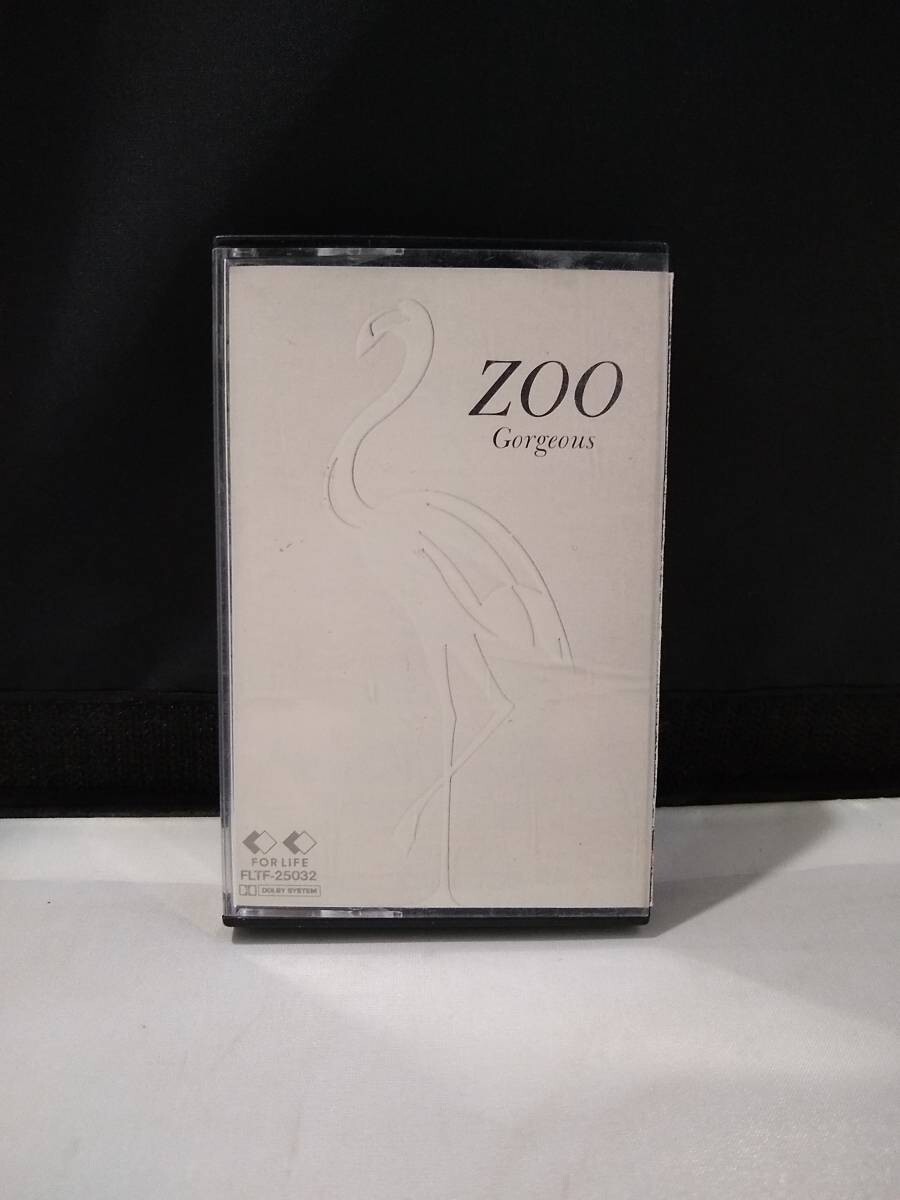 ZOO
Gorgeous
FOR LIFE
FLTF-25032
DOLBY SYSTEM